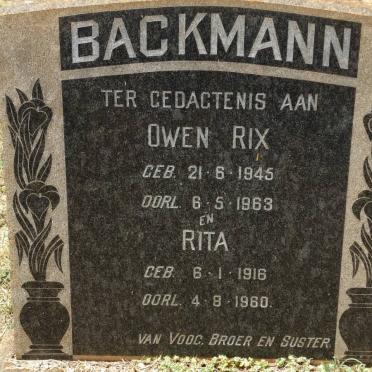 BACKMANN
TER GEDACTENIS AAN
OWEN RIX
GEB. 21-6-1945
OORL. 6-5-1963
EN
RITA
GEB. 6-1-1916
OORL. 4-8-1960.
VAN VOOG, BROER EN SUSTER